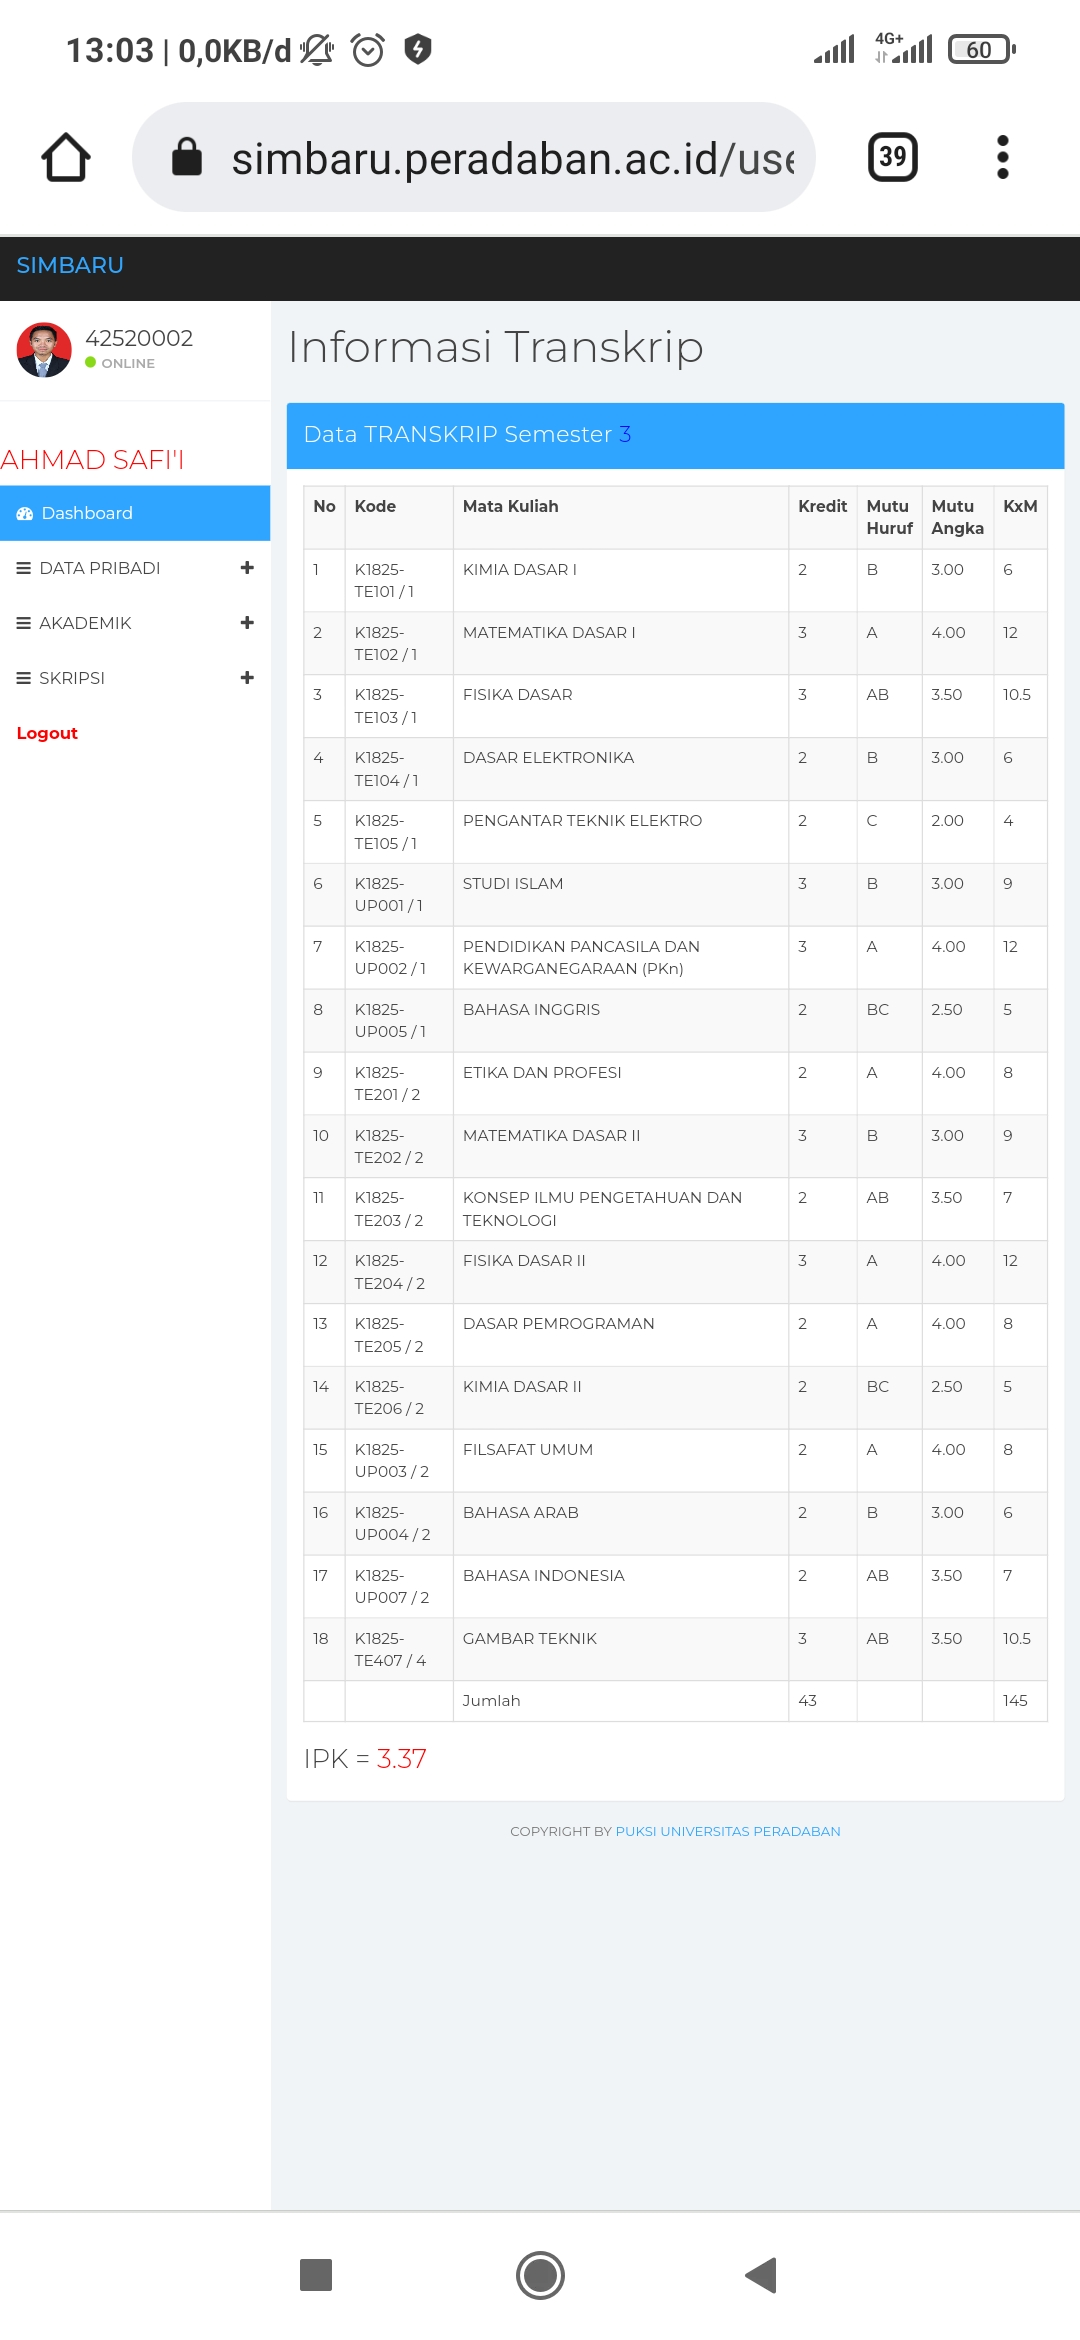 13:03 | 0,0KB/d 4G+ 60
simbaru.peradaban.ac.id/use 39
SIMBARU
42520002
ONLINE
AHMAD SAFI'I
Dashboard
DATA PRIBADI
AKADEMIK
SKRIPSI
Logout
Informasi Transkrip
Data TRANSKRIP Semester 3
No Kode Mata Kuliah Kredit Mutu Huruf Mutu Angka KxM
1 K1825-TE101 / 1 KIMIA DASAR I 2 B 3.00 6
2 K1825-TE102 / 1 MATEMATIKA DASAR I 3 A 4.00 12
3 K1825-TE103 / 1 FISIKA DASAR 3 AB 3.50 10.5
4 K1825-TE104 / 1 DASAR ELEKTRONIKA 2 B 3.00 6
5 K1825-TE105 / 1 PENGANTAR TEKNIK ELEKTRO 2 C 2.00 4
6 K1825-UP001 / 1 STUDI ISLAM 3 B 3.00 9
7 K1825-UP002 / 1 PENDIDIKAN PANCASILA DAN KEWARGANEGARAAN (PKn) 3 A 4.00 12
8 K1825-UP005 / 1 BAHASA INGGRIS 2 BC 2.50 5
9 K1825-TE201 / 2 ETIKA DAN PROFESI 2 A 4.00 8
10 K1825-TE202 / 2 MATEMATIKA DASAR II 3 B 3.00 9
11 K1825-TE203 / 2 KONSEP ILMU PENGETAHUAN DAN TEKNOLOGI 2 AB 3.50 7
12 K1825-TE204 / 2 FISIKA DASAR II 3 A 4.00 12
13 K1825-TE205 / 2 DASAR PEMROGRAMAN 2 A 4.00 8
14 K1825-TE206 / 2 KIMIA DASAR II 2 BC 2.50 5
15 K1825-UP003 / 2 FILSAFAT UMUM 2 A 4.00 8
16 K1825-UP004 / 2 BAHASA ARAB 2 B 3.00 6
17 K1825-UP007 / 2 BAHASA INDONESIA 2 AB 3.50 7
18 K1825-TE407 / 4 GAMBAR TEKNIK 3 AB 3.50 10.5
Jumlah 43 145
IPK = 3.37
COPYRIGHT BY PUKSI UNIVERSITAS PERADABAN